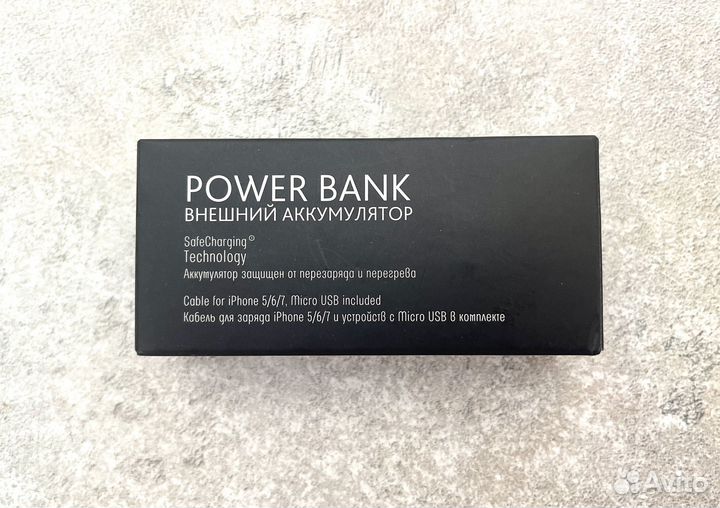 POWER BANK
ВНЕШНИЙ АККУМУЛЯТОР
SafeCharging©
Technology
Аккумулятор защищен от перезаряда и перегрева
Cable for iPhone 5/6/7, Micro USB included
Кабель для заряда iPhone 5/6/7 и устройств с Micro USB в комплекте
Avito